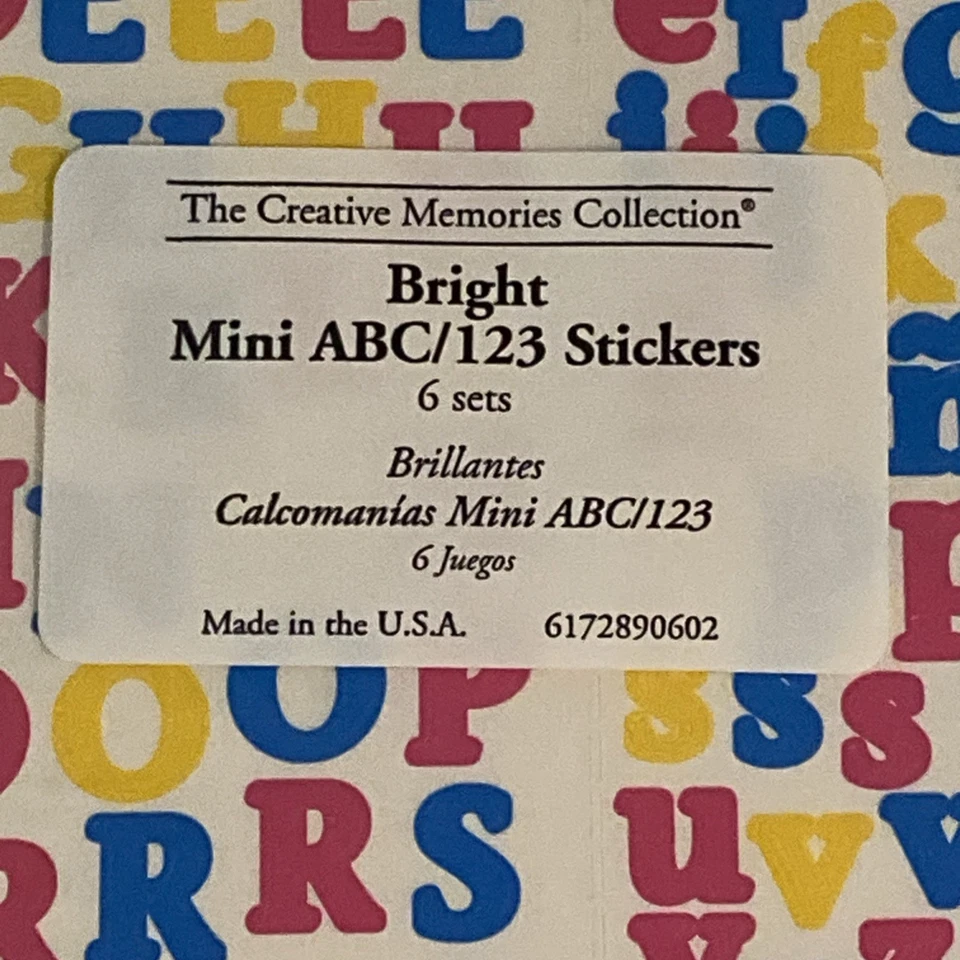 E E E E e f f g
G H H H i i i
The Creative Memories Collection®
Bright
Mini ABC/123 Stickers
6 sets
Brillantes
Calcomanías Mini ABC/123
6 Juegos
Made in the U.S.A. 6172890602
O O P s s s
R R R S u v v